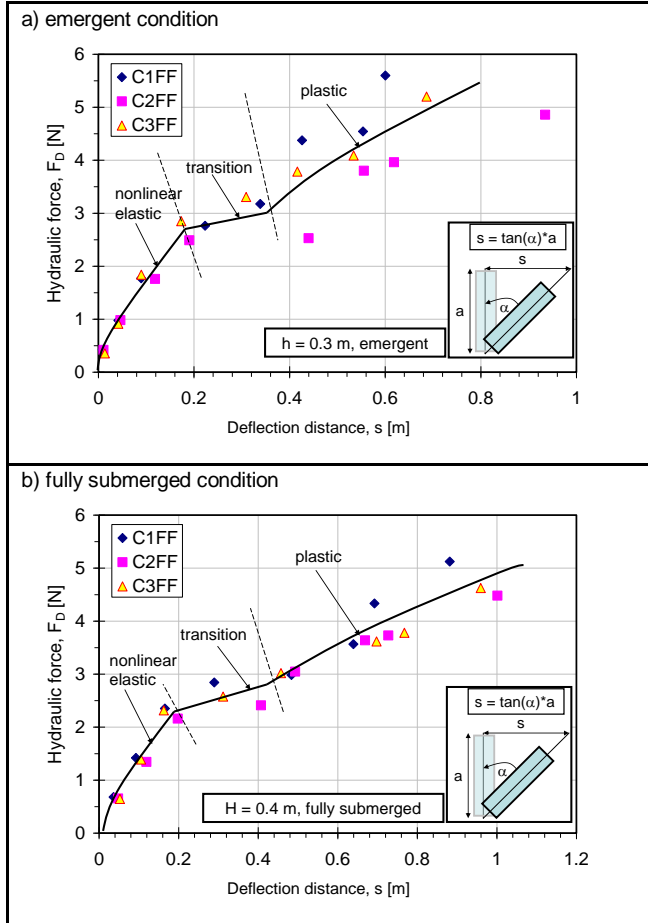 a) emergent condition
6
5
4
3
2
1
0
Hydraulic force, F_D [N]
C1FF
C2FF
C3FF
plastic
transition
nonlinear
elastic
s = tan(α)*a
s
a
α
h = 0.3 m, emergent
0
0.2
0.4
0.6
0.8
1
Deflection distance, s [m]
b) fully submerged condition
6
5
4
3
2
1
0
Hydraulic force, F_D [N]
C1FF
C2FF
C3FF
plastic
transition
nonlinear
elastic
s = tan(α)*a
s
a
α
H = 0.4 m, fully submerged
0
0.2
0.4
0.6
0.8
1
1.2
Deflection distance, s [m]